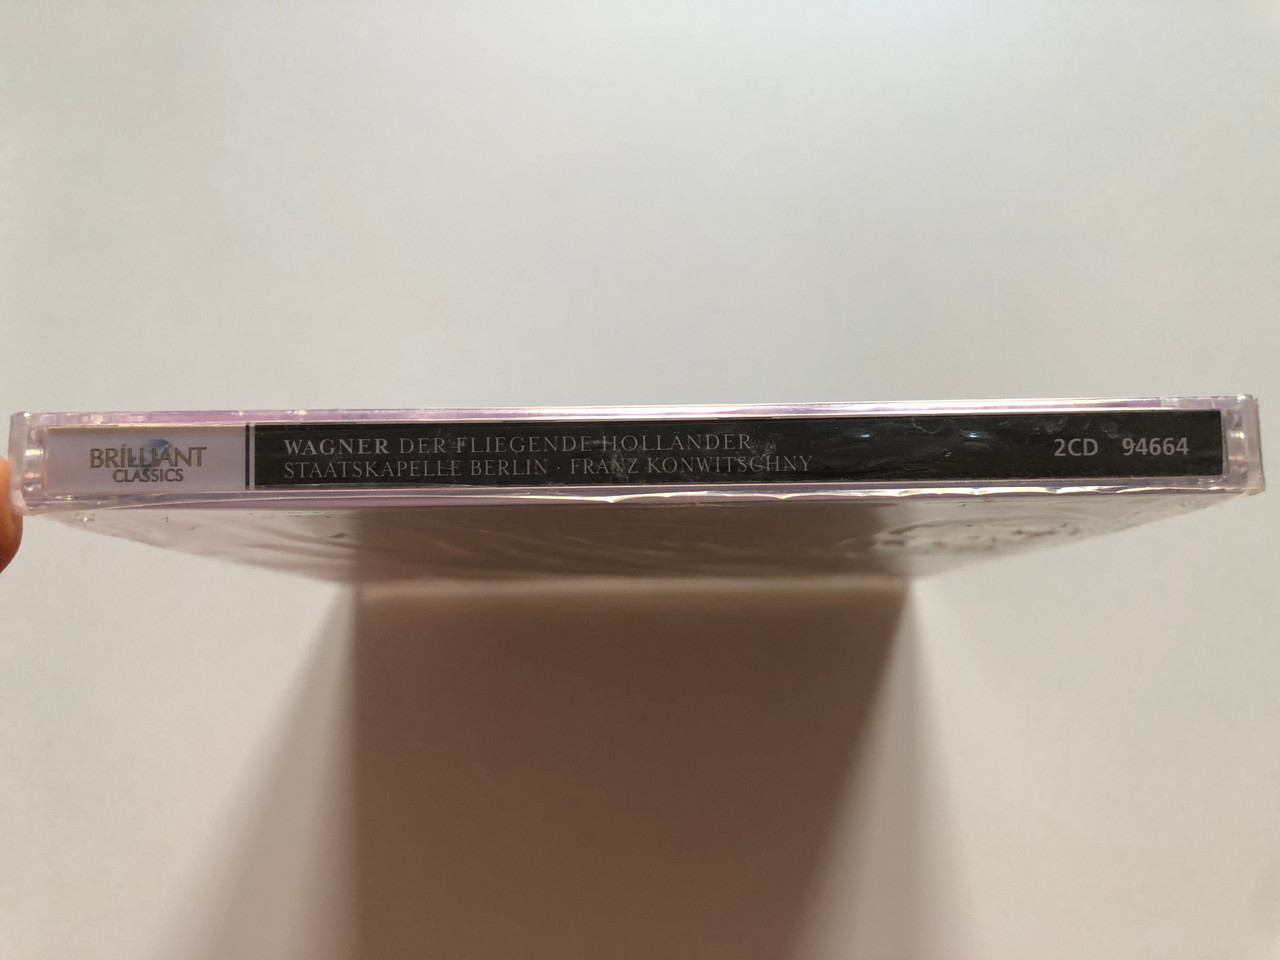 BRILLIANT
CLASSICS
WAGNER DER FLIEGENDE HOLLÄNDER
STAATSKAPELLE BERLIN · FRANZ KONWITSCHNY
2CD 94664